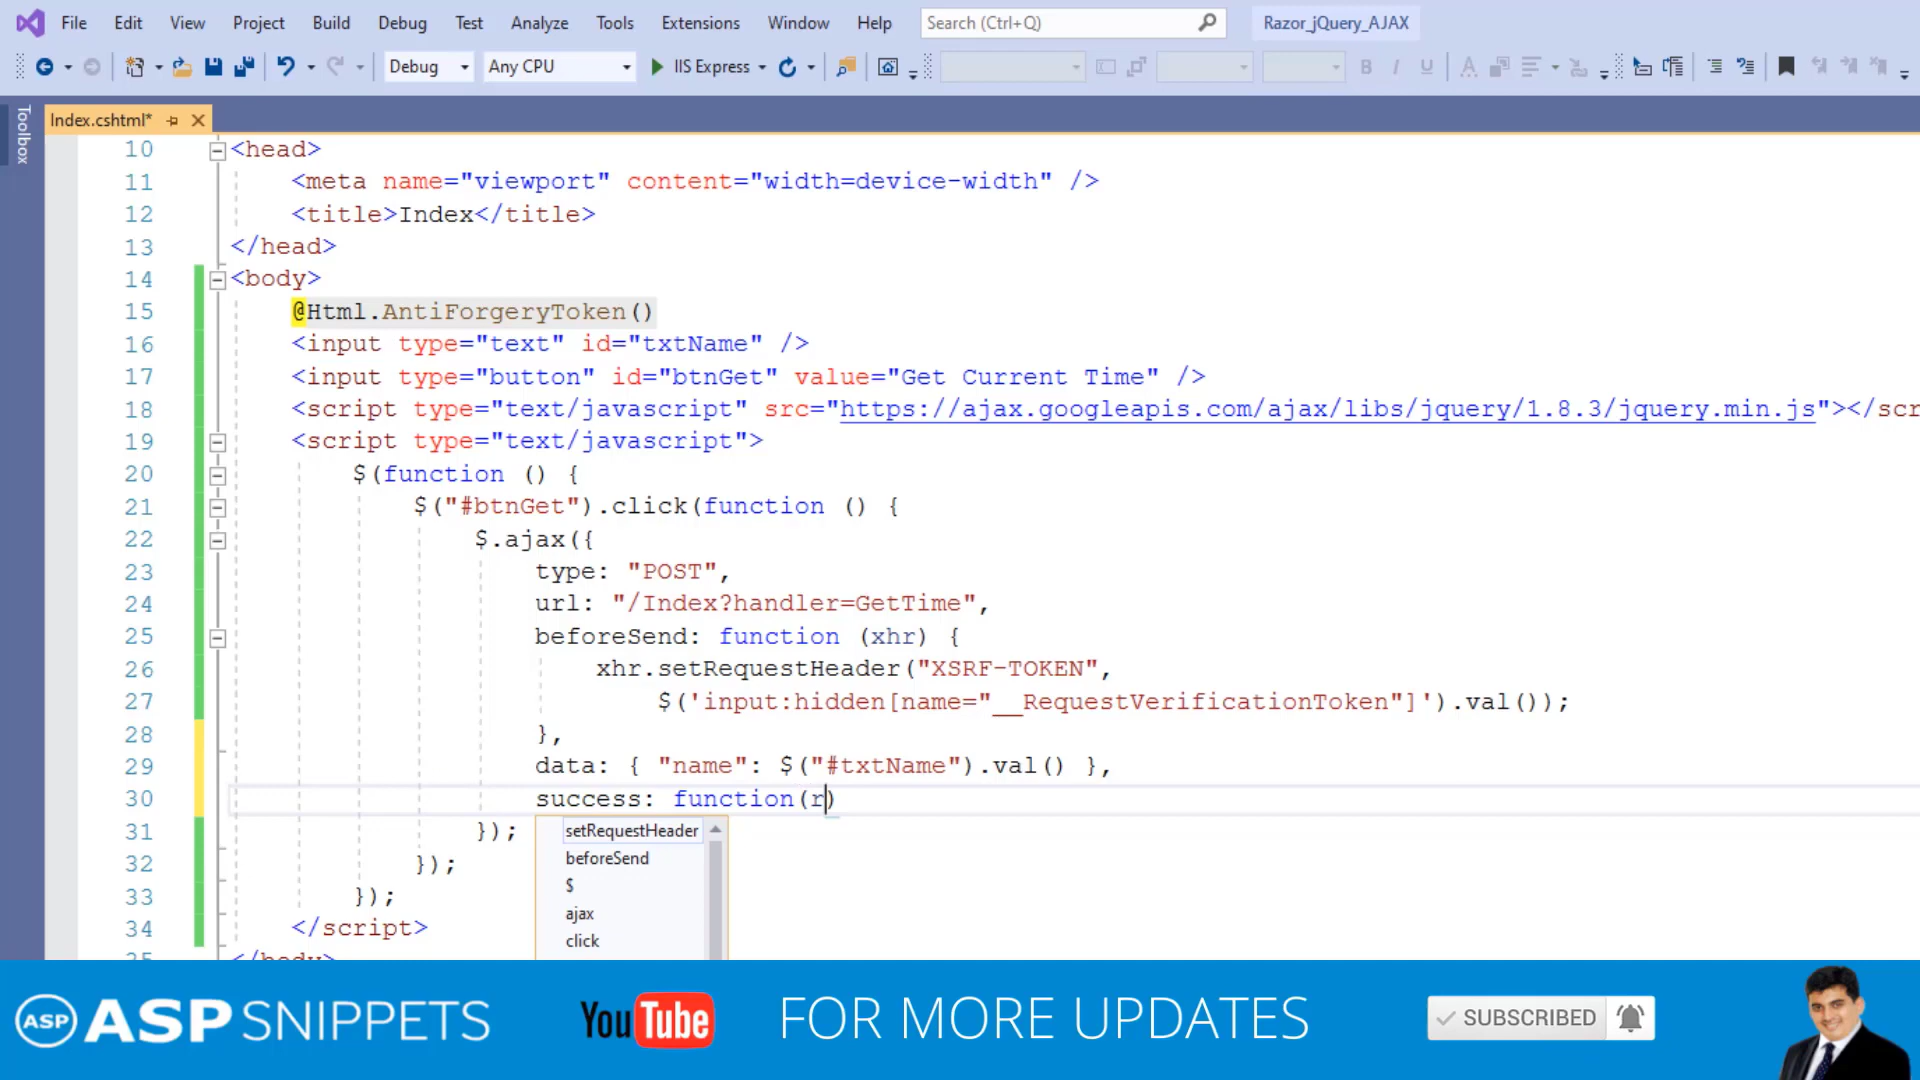 File Edit View Project Build Debug Test Analyze Tools Extensions Window Help Search (Ctrl+Q) Razor_jQuery_AJAX
Debug Any CPU IIS Express
Toolbox
Index.cshtml*
10 <head>
11 <meta name="viewport" content="width=device-width" />
12 <title>Index</title>
13 </head>
14 <body>
15 @Html.AntiForgeryToken()
16 <input type="text" id="txtName" />
17 <input type="button" id="btnGet" value="Get Current Time" />
18 <script type="text/javascript" src="https://ajax.googleapis.com/ajax/libs/jquery/1.8.3/jquery.min.js"></scr
19 <script type="text/javascript">
20 $(function () {
21 $("#btnGet").click(function () {
22 $.ajax({
23 type: "POST",
24 url: "/Index?handler=GetTime",
25 beforeSend: function (xhr) {
26 xhr.setRequestHeader("XSRF-TOKEN",
27 $('input:hidden[name="__RequestVerificationToken"]').val());
28 },
29 data: { "name": $("#txtName").val() },
30 success: function(r)
31 });
32 });
33 });
34 </script>
35 </body>
setRequestHeader
beforeSend
$
ajax
click
ASP ASPSNIPPETS
YouTube
FOR MORE UPDATES
SUBSCRIBED